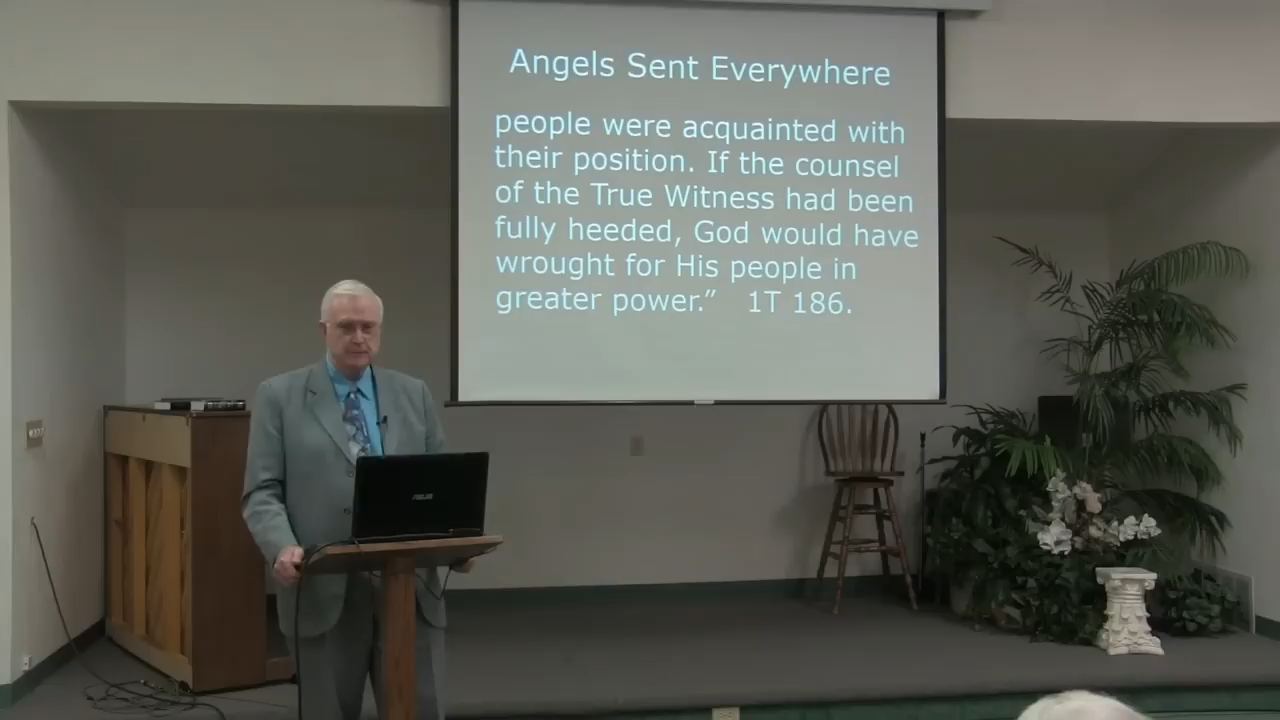 Angels Sent Everywhere
people were acquainted with
their position. If the counsel
of the True Witness had been
fully heeded, God would have
wrought for His people in
greater power.” 1T 186.
ASUS